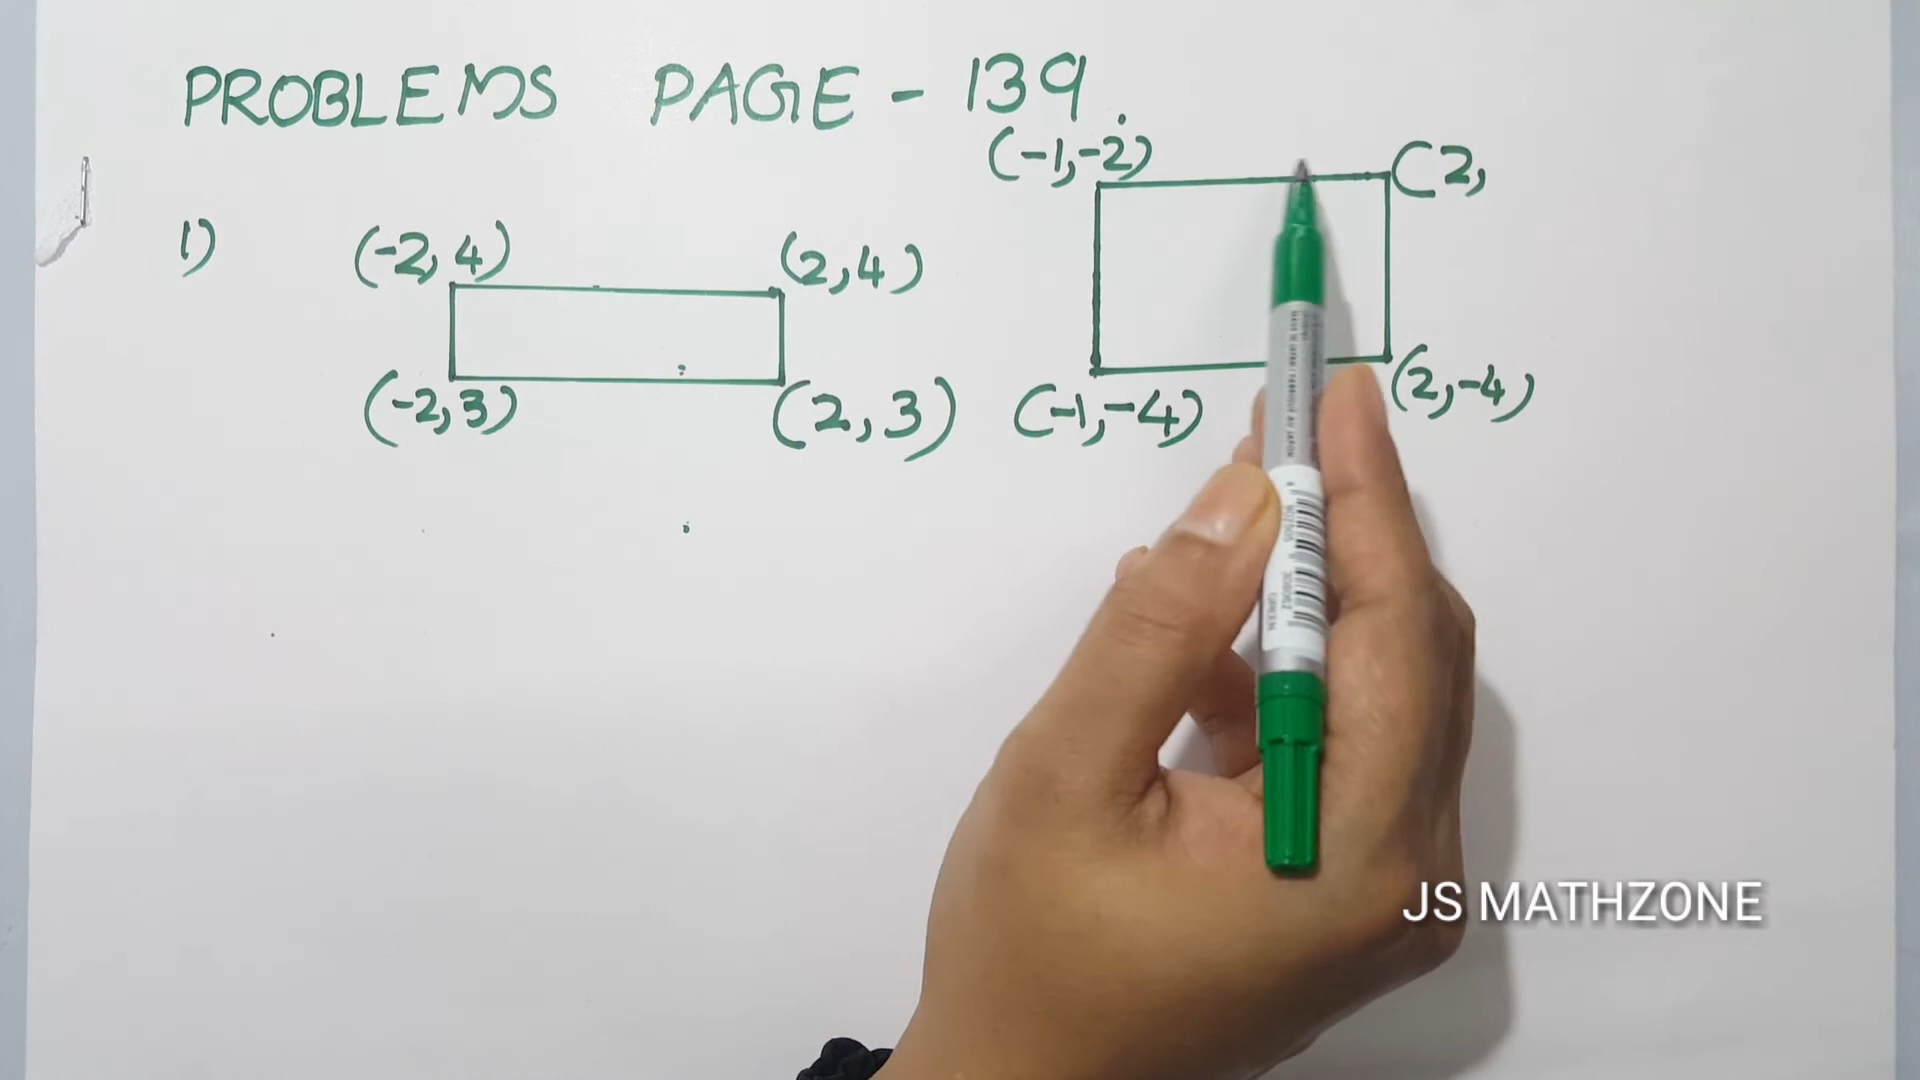 PROBLEMS PAGE - 139.
1)
(-2, 4) (2, 4)
(-2, 3) (2, 3)
(-1, -2) (2,
(-1, -4) (2, -4)
GREEN
JS MATHZONE